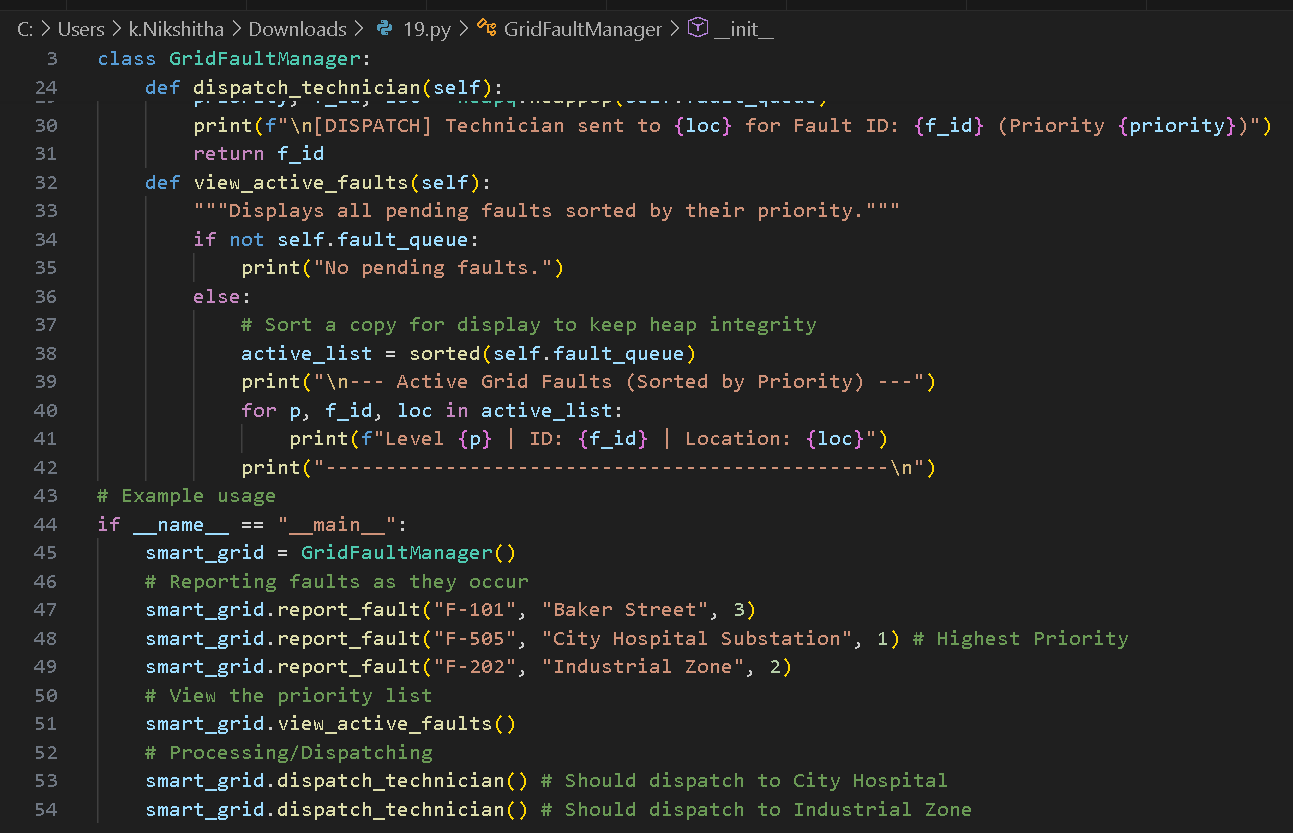 C: > Users > k.Nikshitha > Downloads > 19.py > GridFaultManager > __init__
3 class GridFaultManager:
24     def dispatch_technician(self):
30         print(f"\n[DISPATCH] Technician sent to {loc} for Fault ID: {f_id} (Priority {priority})")
31         return f_id
32     def view_active_faults(self):
33         """Displays all pending faults sorted by their priority."""
34         if not self.fault_queue:
35             print("No pending faults.")
36         else:
37             # Sort a copy for display to keep heap integrity
38             active_list = sorted(self.fault_queue)
39             print("\n--- Active Grid Faults (Sorted by Priority) ---")
40             for p, f_id, loc in active_list:
41                 print(f"Level {p} | ID: {f_id} | Location: {loc}")
42             print("-----------------------------------------------\n")
43 # Example usage
44 if __name__ == "__main__":
45     smart_grid = GridFaultManager()
46     # Reporting faults as they occur
47     smart_grid.report_fault("F-101", "Baker Street", 3)
48     smart_grid.report_fault("F-505", "City Hospital Substation", 1) # Highest Priority
49     smart_grid.report_fault("F-202", "Industrial Zone", 2)
50     # View the priority list
51     smart_grid.view_active_faults()
52     # Processing/Dispatching
53     smart_grid.dispatch_technician() # Should dispatch to City Hospital
54     smart_grid.dispatch_technician() # Should dispatch to Industrial Zone